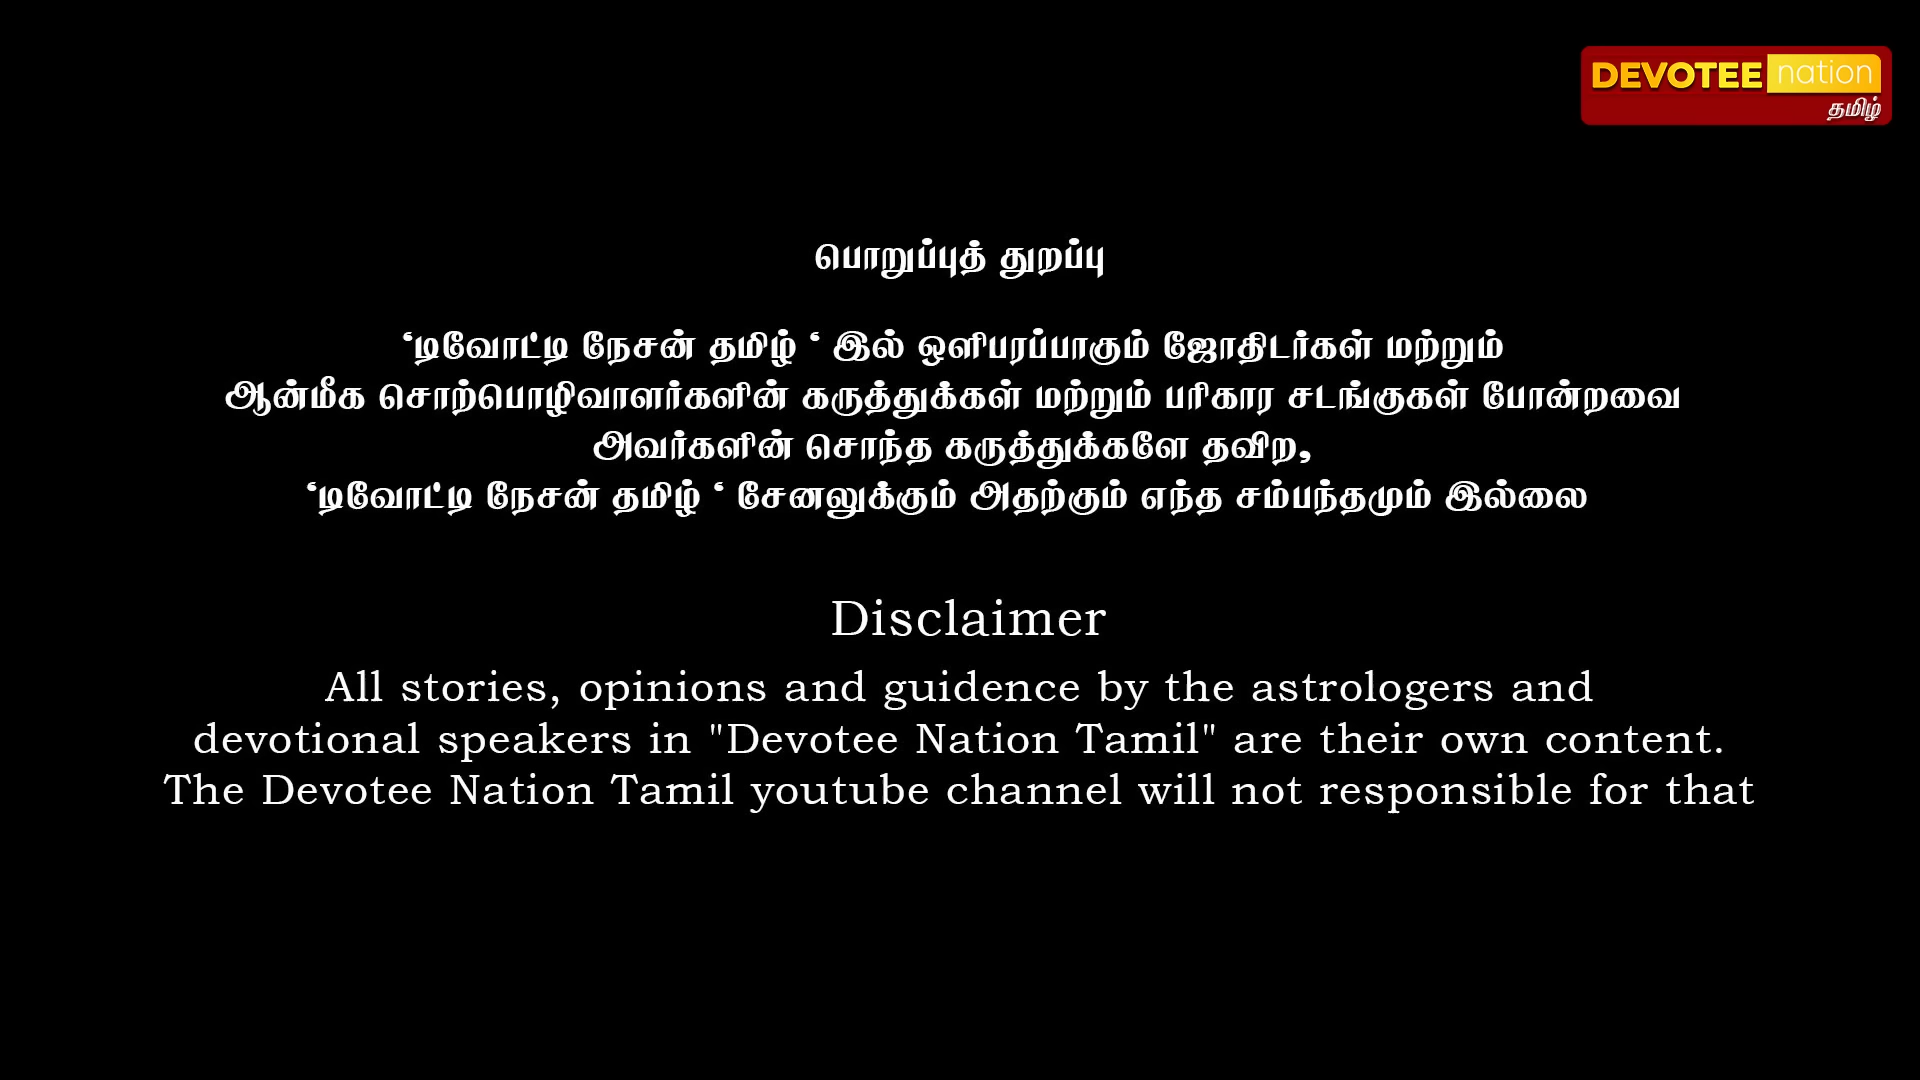 DEVOTEE nation
தமிழ்
பொறுப்புத் துறப்பு
‘டிவோட்டி நேசன் தமிழ் ‘ இல் ஒளிபரப்பாகும் ஜோதிடர்கள் மற்றும்
ஆன்மீக சொற்பொழிவாளர்களின் கருத்துக்கள் மற்றும் பரிகார சடங்குகள் போன்றவை
அவர்களின் சொந்த கருத்துக்களே தவிற,
‘டிவோட்டி நேசன் தமிழ் ‘ சேனலுக்கும் அதற்கும் எந்த சம்பந்தமும் இல்லை
Disclaimer
All stories, opinions and guidence by the astrologers and
devotional speakers in "Devotee Nation Tamil" are their own content.
The Devotee Nation Tamil youtube channel will not responsible for that